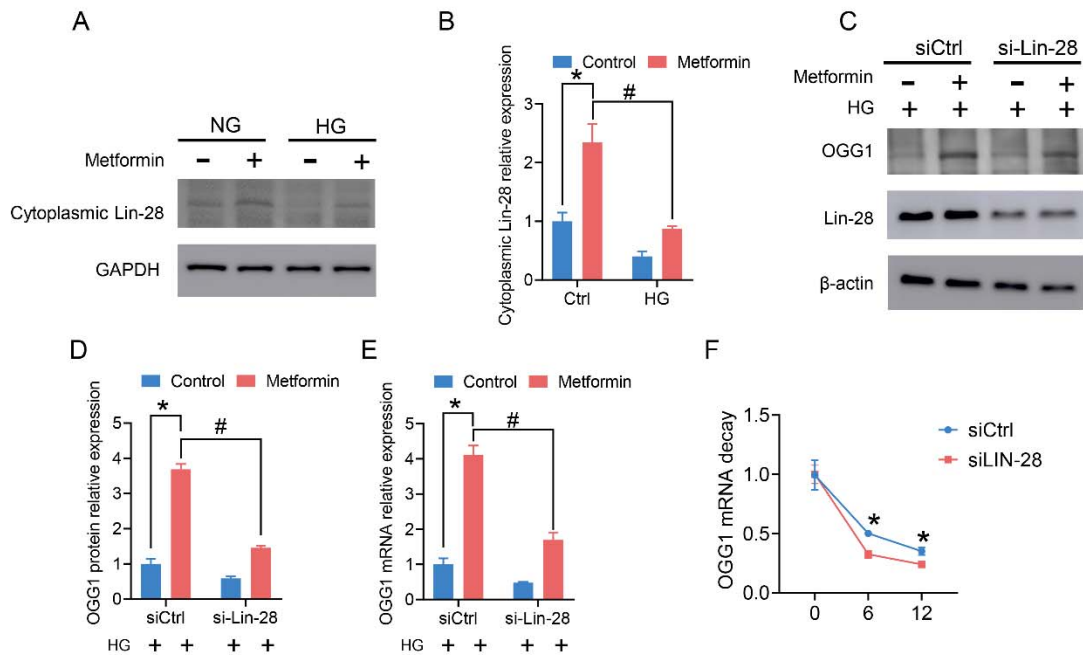 A
NG HG
Metformin - + - +
Cytoplasmic Lin-28
GAPDH
B
Control Metformin
Cytoplasmic Lin-28 relative expression
3
2
1
0
* #
Ctrl HG
C
siCtrl si-Lin-28
Metformin - + - +
HG + + + +
OGG1
Lin-28
β-actin
D
Control Metformin
OGG1 protein relative expression
5
4
3
2
1
0
* #
siCtrl si-Lin-28
HG + + + +
E
Control Metformin
OGG1 mRNA relative expression
5
4
3
2
1
0
* #
siCtrl si-Lin-28
HG + + + +
F
OGG1 mRNA decay
1.5
1.0
0.5
0.0
* *
0 6 12
siCtrl
siLIN-28